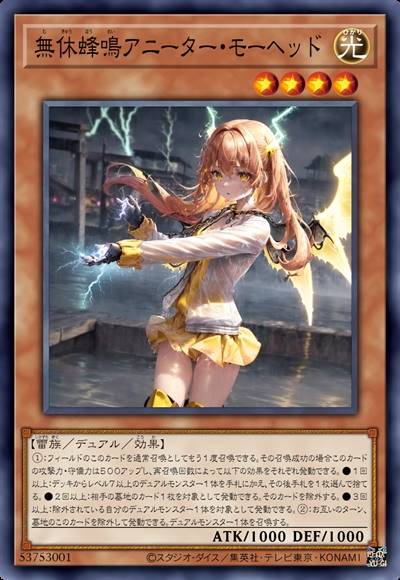 無休蜂鳴アニーター・モーヘッド
む きゅう ほう めい
ひかり
光
【雷族／デュアル／効果】
①:フィールドのこのカードを通常召喚としてもう1度召喚できる。その召喚成功の場合このカード
の攻撃力・守備力は500アップし、再召喚回数によって以下の効果をそれぞれ発動できる。●1回
以上:デッキからレベル7以上のデュアルモンスター1体を手札に加え、その後手札を1枚選んで捨て
る。●2回以上:相手の墓地のカード1枚を対象として発動できる。そのカードを除外する。●3回
以上:除外されている自分のデュアルモンスター1体を対象として発動できる。②:お互いのターン、
墓地のこのカードを除外して発動できる。デュアルモンスター1体を召喚する。
ATK/1000 DEF/1000
53753001
©スタジオ・ダイス／集英社・テレビ東京・KONAMI